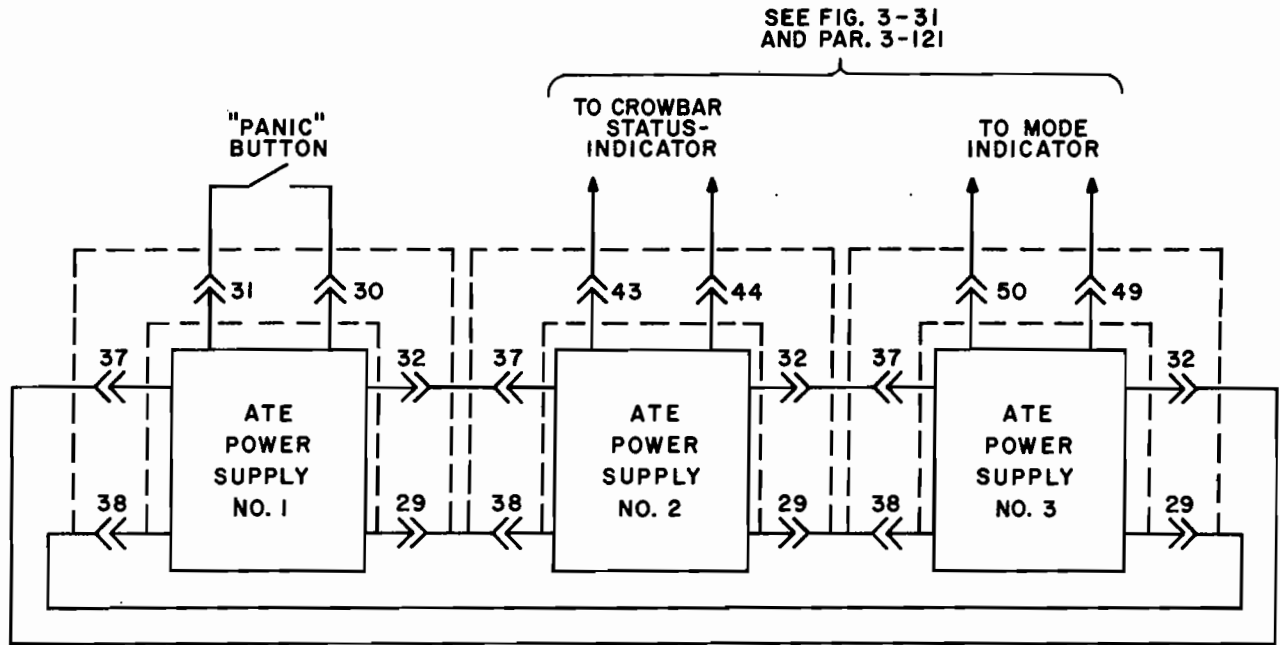 SEE FIG. 3-31
AND PAR. 3-121
"PANIC"
BUTTON
TO CROWBAR
STATUS-
INDICATOR
TO MODE
INDICATOR
31 30 43 44 50 49
37 32 37 32 37 32
ATE
POWER
SUPPLY
NO. 1
ATE
POWER
SUPPLY
NO. 2
ATE
POWER
SUPPLY
NO. 3
38 29 38 29 38 29